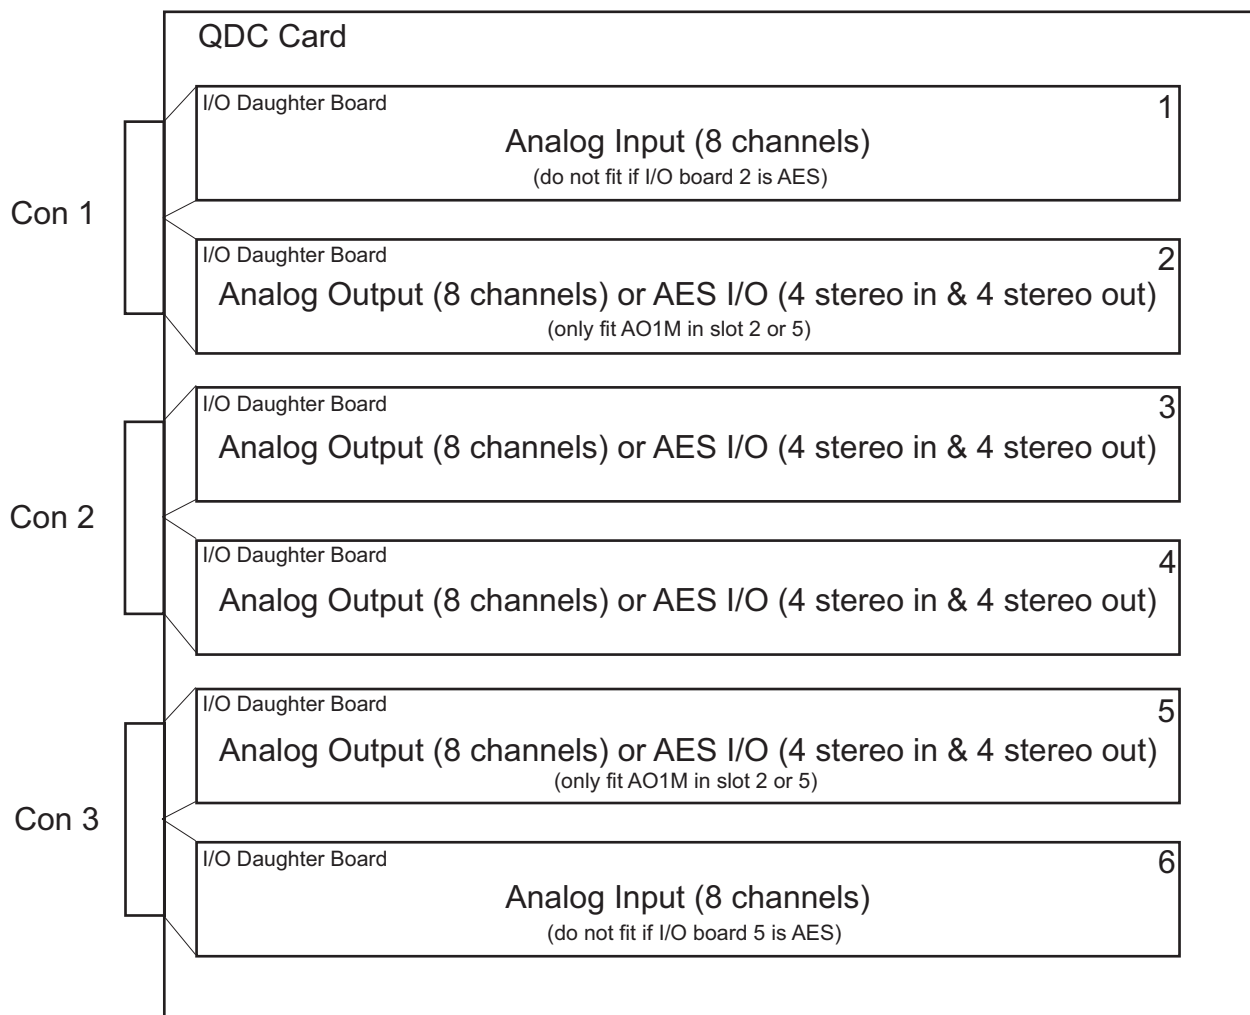 QDC Card
I/O Daughter Board
1
Analog Input (8 channels)
(do not fit if I/O board 2 is AES)
Con 1
I/O Daughter Board
2
Analog Output (8 channels) or AES I/O (4 stereo in & 4 stereo out)
(only fit AO1M in slot 2 or 5)
I/O Daughter Board
3
Analog Output (8 channels) or AES I/O (4 stereo in & 4 stereo out)
Con 2
I/O Daughter Board
4
Analog Output (8 channels) or AES I/O (4 stereo in & 4 stereo out)
I/O Daughter Board
5
Analog Output (8 channels) or AES I/O (4 stereo in & 4 stereo out)
(only fit AO1M in slot 2 or 5)
Con 3
I/O Daughter Board
6
Analog Input (8 channels)
(do not fit if I/O board 5 is AES)